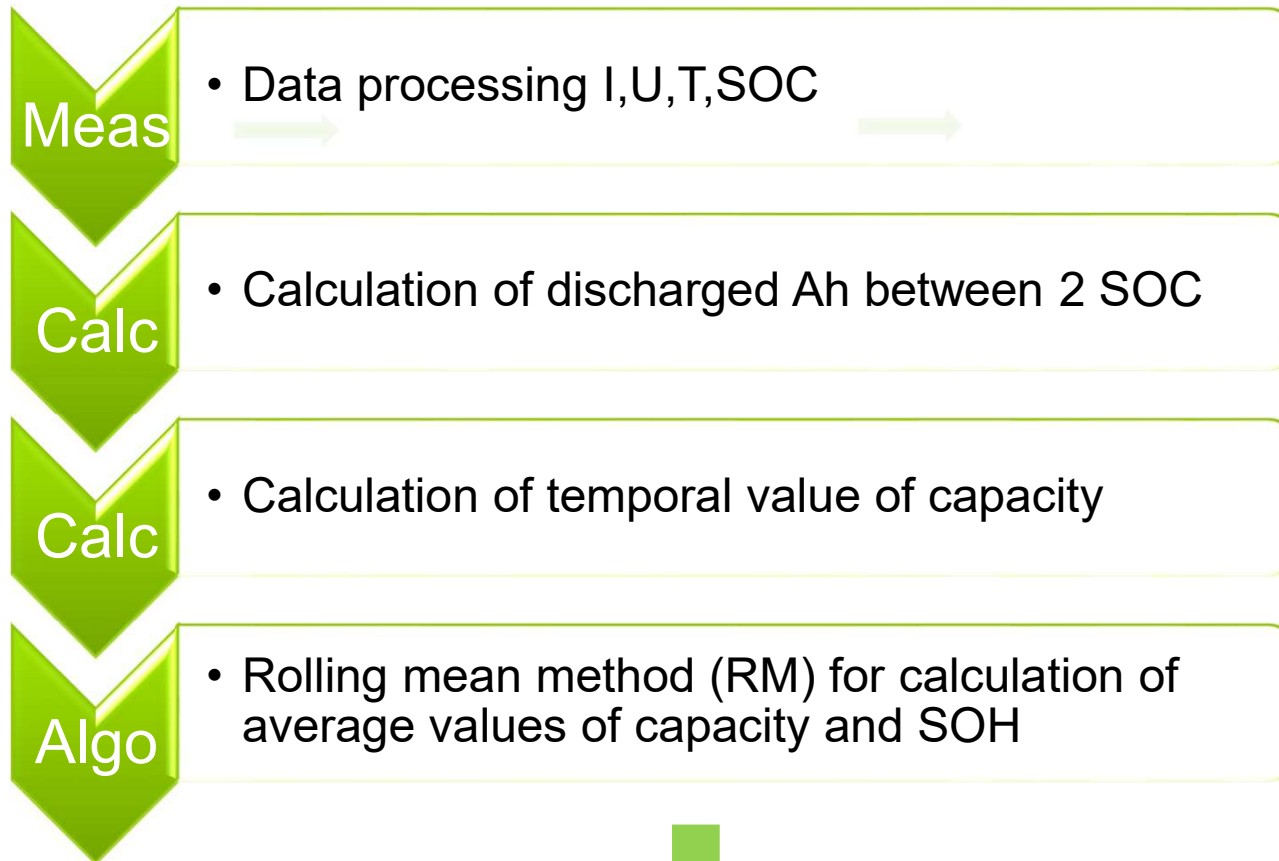 Meas
• Data processing I,U,T,SOC
Calc
• Calculation of discharged Ah between 2 SOC
Calc
• Calculation of temporal value of capacity
Algo
• Rolling mean method (RM) for calculation of
average values of capacity and SOH